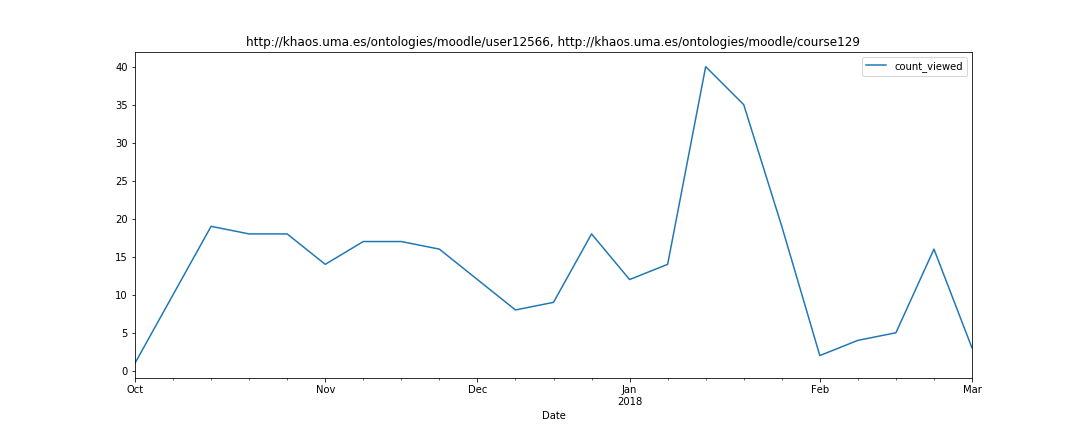 http://khaos.uma.es/ontologies/moodle/user12566, http://khaos.uma.es/ontologies/moodle/course129
count_viewed
40
35
30
25
20
15
10
5
0
Oct
Nov
Dec
Jan
2018
Feb
Mar
Date